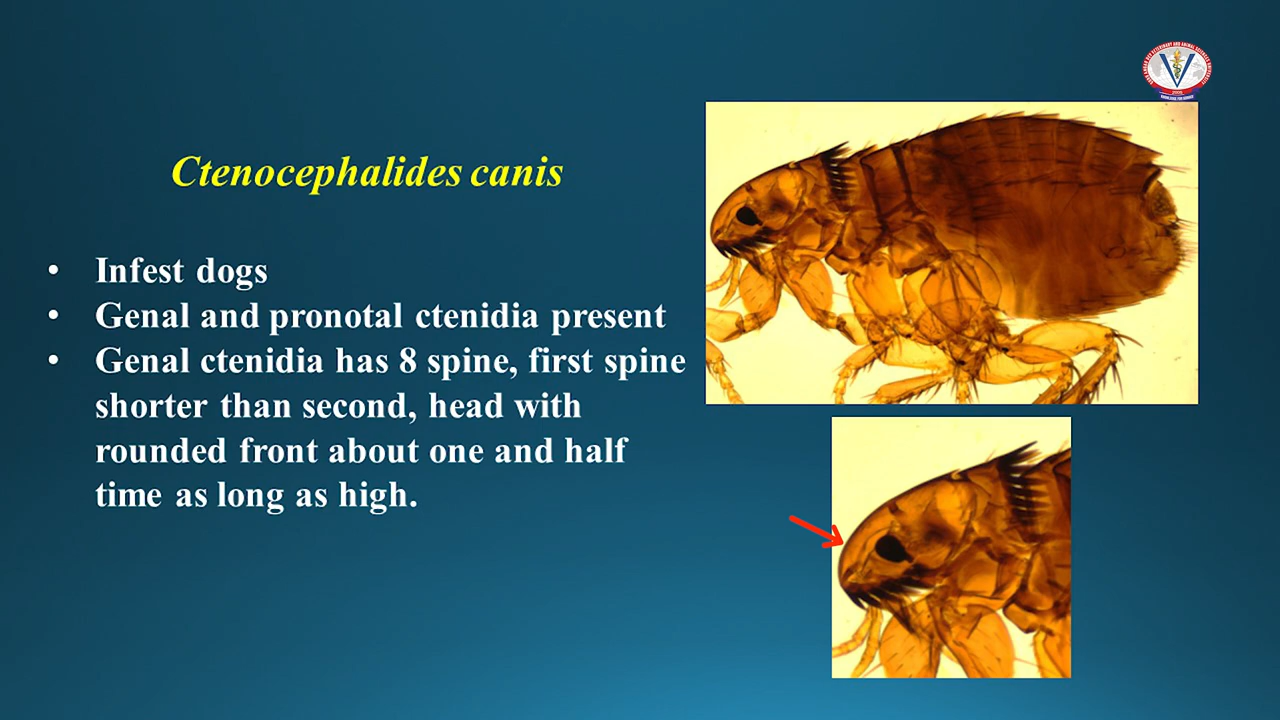 Ctenocephalides canis
• Infest dogs
• Genal and pronotal ctenidia present
• Genal ctenidia has 8 spine, first spine
shorter than second, head with
rounded front about one and half
time as long as high.
V